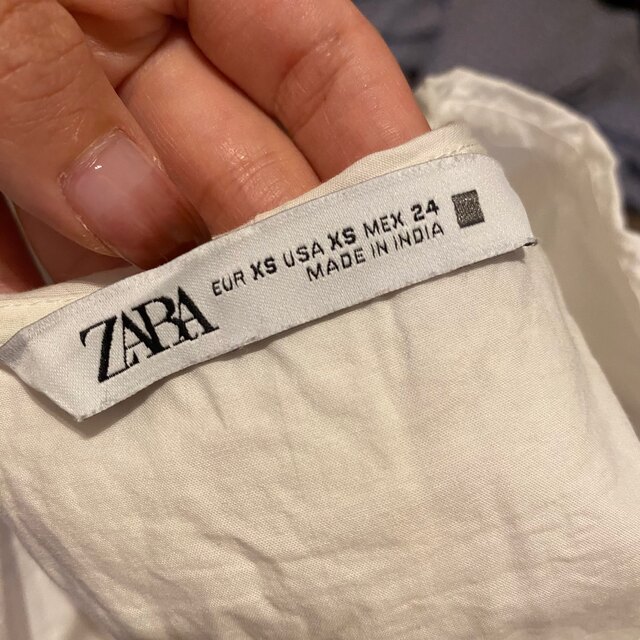 ZARA
EUR XS USA XS MEX 24
MADE IN INDIA